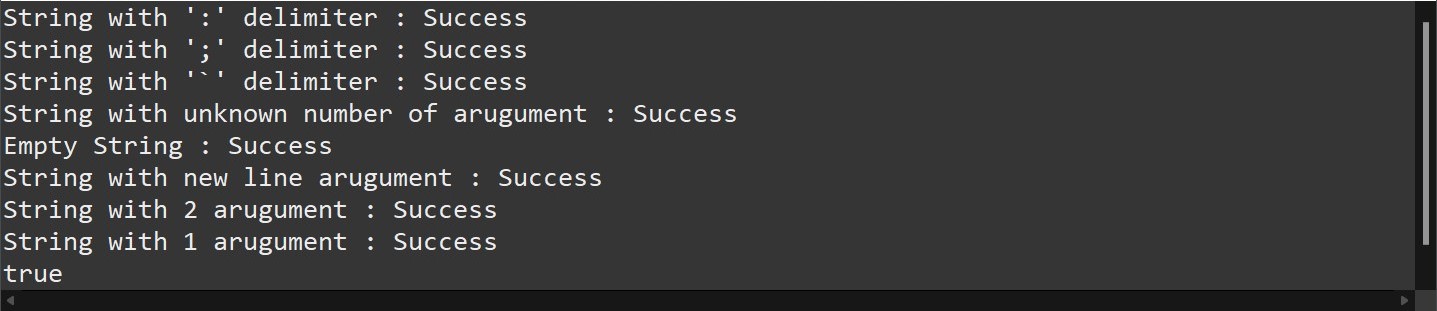 String with ':' delimiter : Success
String with ';' delimiter : Success
String with '`' delimiter : Success
String with unknown number of arugument : Success
Empty String : Success
String with new line arugument : Success
String with 2 arugument : Success
String with 1 arugument : Success
true